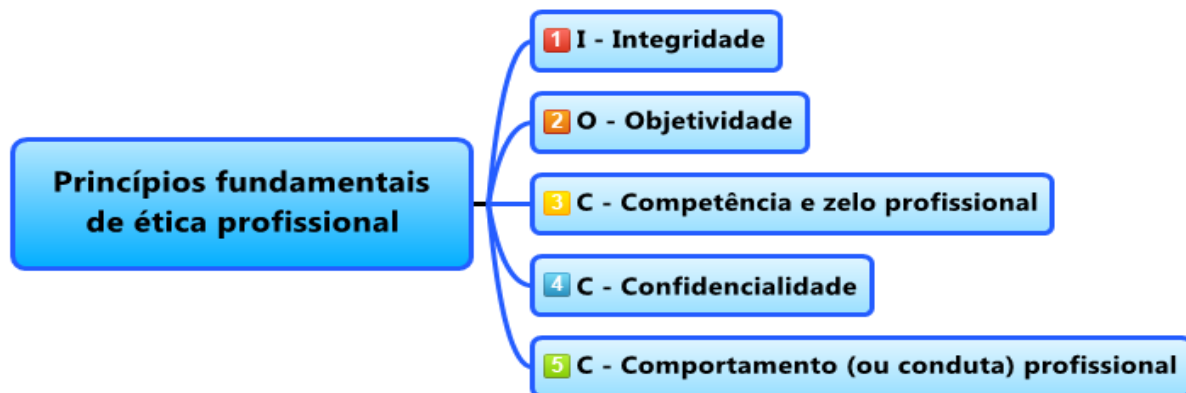 Princípios fundamentais
de ética profissional
1 I - Integridade
2 O - Objetividade
3 C - Competência e zelo profissional
4 C - Confidencialidade
5 C - Comportamento (ou conduta) profissional